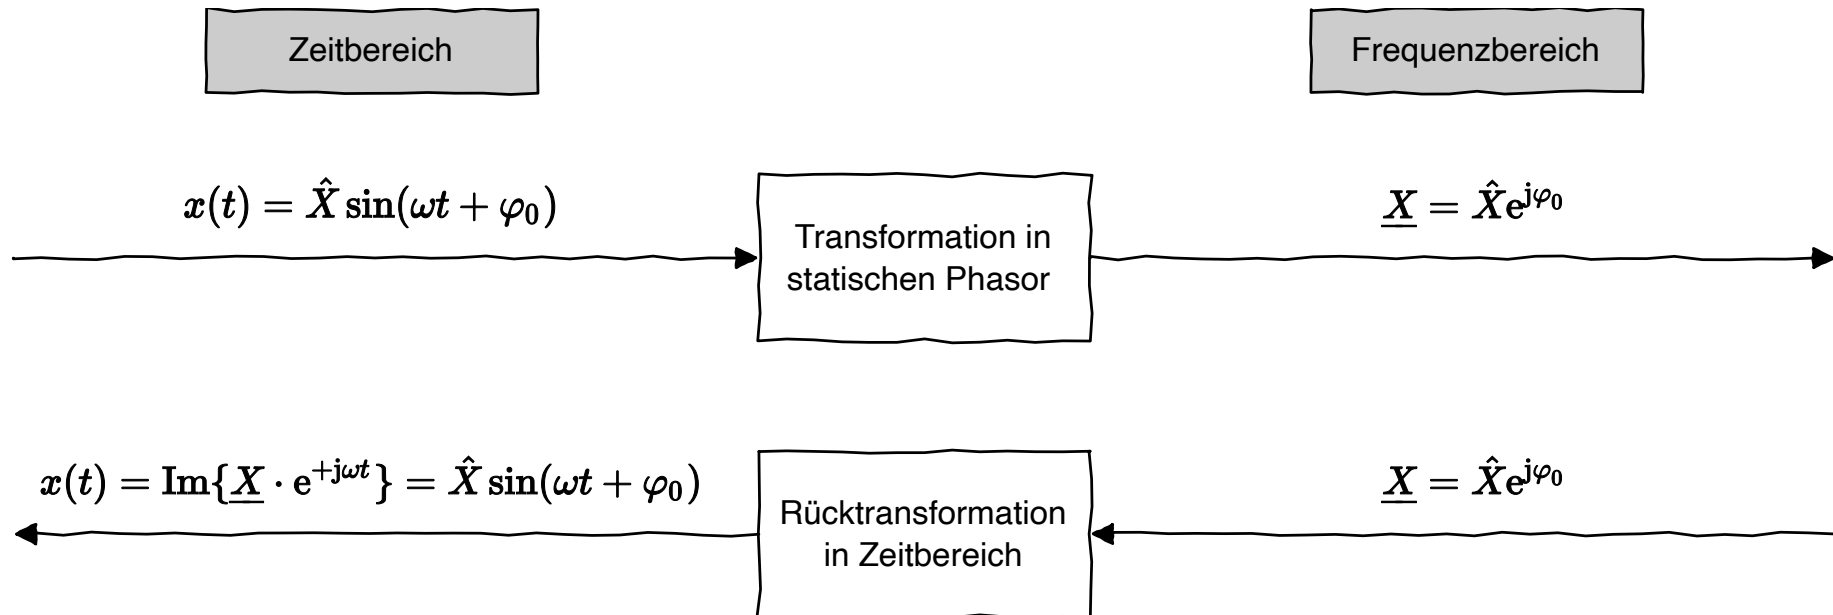 Zeitbereich
Frequenzbereich
x(t) = X̂ sin(ωt + φ₀)
Transformation in
statischen Phasor
X̲ = X̂e^{jφ₀}
x(t) = Im{X̲ · e^{+jωt}} = X̂ sin(ωt + φ₀)
Rücktransformation
in Zeitbereich
X̲ = X̂e^{jφ₀}